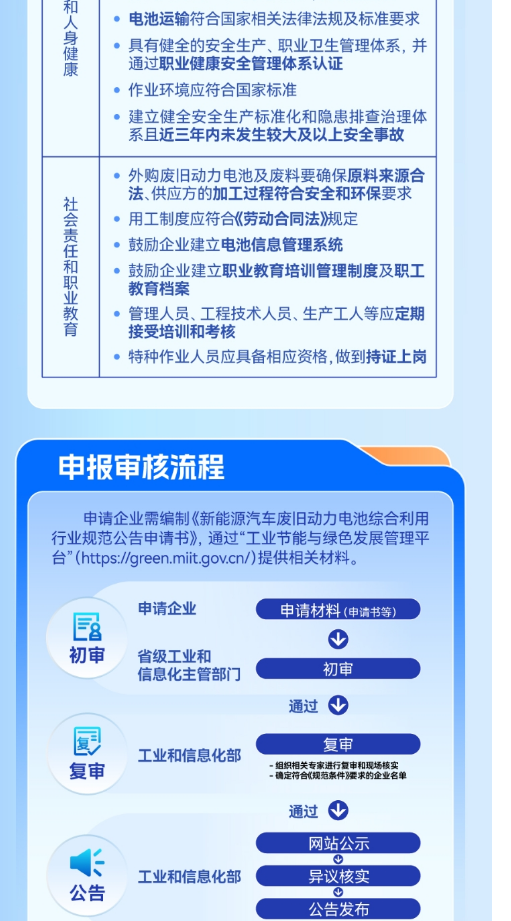 和人身健康
电池运输符合国家相关法律法规及标准要求
具有健全的安全生产、职业卫生管理体系，并
通过职业健康安全管理体系认证
作业环境应符合国家标准
建立健全安全生产标准化和隐患排查治理体
系且近三年内未发生较大及以上安全事故
社会责任和职业教育
外购废旧动力电池及废料要确保原料来源合
法、供应方的加工过程符合安全和环保要求
用工制度应符合《劳动合同法》规定
鼓励企业建立电池信息管理系统
鼓励企业建立职业教育培训管理制度及职工
教育档案
管理人员、工程技术人员、生产工人等应定期
接受培训和考核
特种作业人员应具备相应资格，做到持证上岗
申报审核流程
申请企业需编制《新能源汽车废旧动力电池综合利用
行业规范公告申请书》，通过“工业节能与绿色发展管理平
台”（https://green.miit.gov.cn/）提供相关材料。
初审
申请企业
申请材料（申请书等）
省级工业和
信息化主管部门
初审
通过
复审
工业和信息化部
复审
- 组织相关专家进行复审和现场核实
- 确定符合《规范条件》要求的企业名单
通过
公告
工业和信息化部
网站公示
异议核实
公告发布